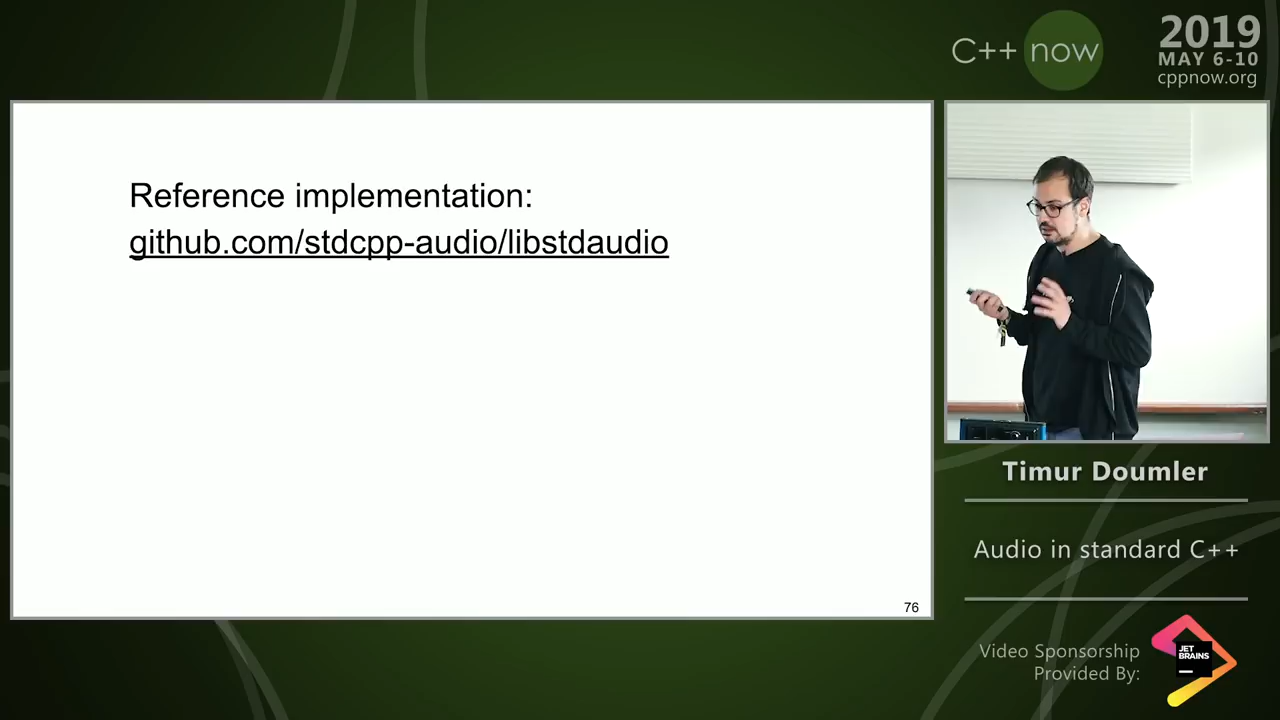 C++ now
2019
MAY 6-10
cppnow.org
Reference implementation:
github.com/stdcpp-audio/libstdaudio
76
Timur Doumler
Audio in standard C++
Video Sponsorship
Provided By:
JET
BRAINS